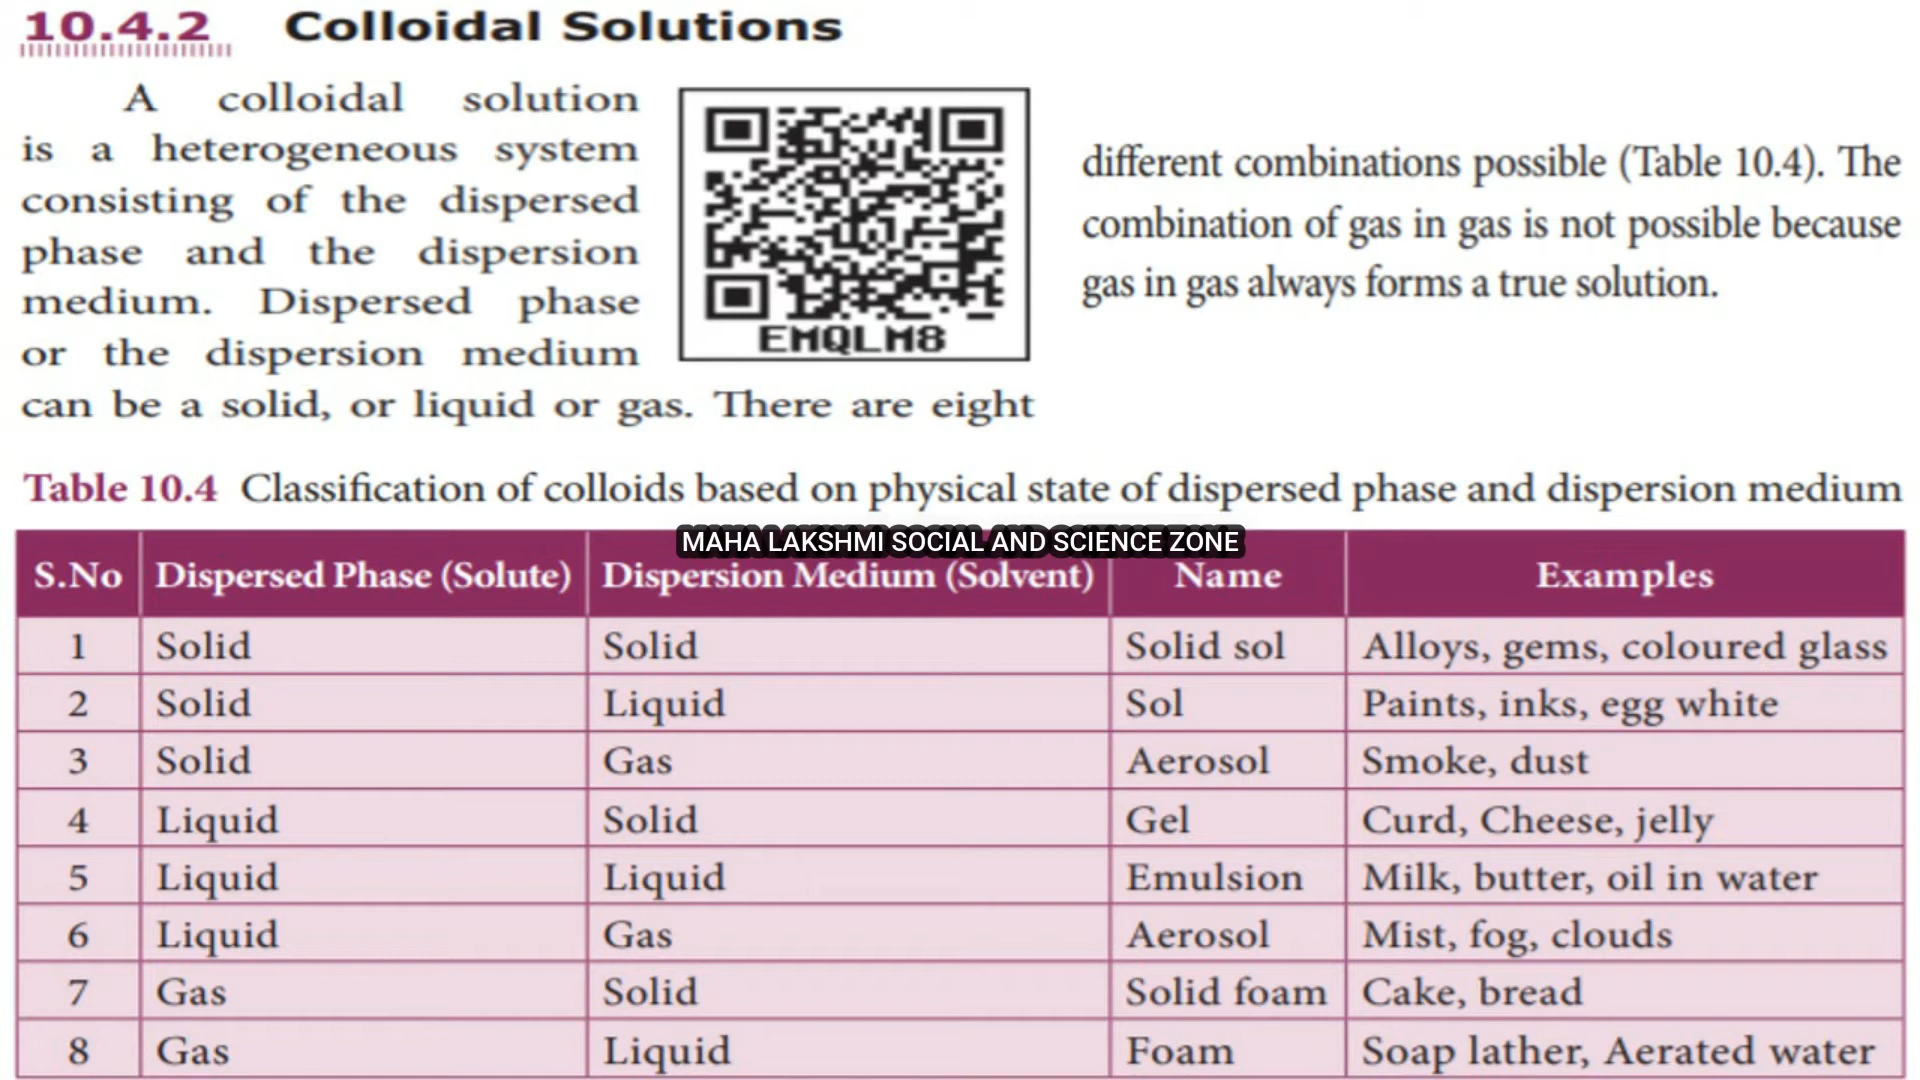 10.4.2 Colloidal Solutions
A colloidal solution
is a heterogeneous system
consisting of the dispersed
phase and the dispersion
medium. Dispersed phase
or the dispersion medium
can be a solid, or liquid or gas. There are eight
EMQLM8
different combinations possible (Table 10.4). The
combination of gas in gas is not possible because
gas in gas always forms a true solution.
Table 10.4 Classification of colloids based on physical state of dispersed phase and dispersion medium
MAHA LAKSHMI SOCIAL AND SCIENCE ZONE
S.No Dispersed Phase (Solute) Dispersion Medium (Solvent) Name Examples
1 Solid Solid Solid sol Alloys, gems, coloured glass
2 Solid Liquid Sol Paints, inks, egg white
3 Solid Gas Aerosol Smoke, dust
4 Liquid Solid Gel Curd, Cheese, jelly
5 Liquid Liquid Emulsion Milk, butter, oil in water
6 Liquid Gas Aerosol Mist, fog, clouds
7 Gas Solid Solid foam Cake, bread
8 Gas Liquid Foam Soap lather, Aerated water